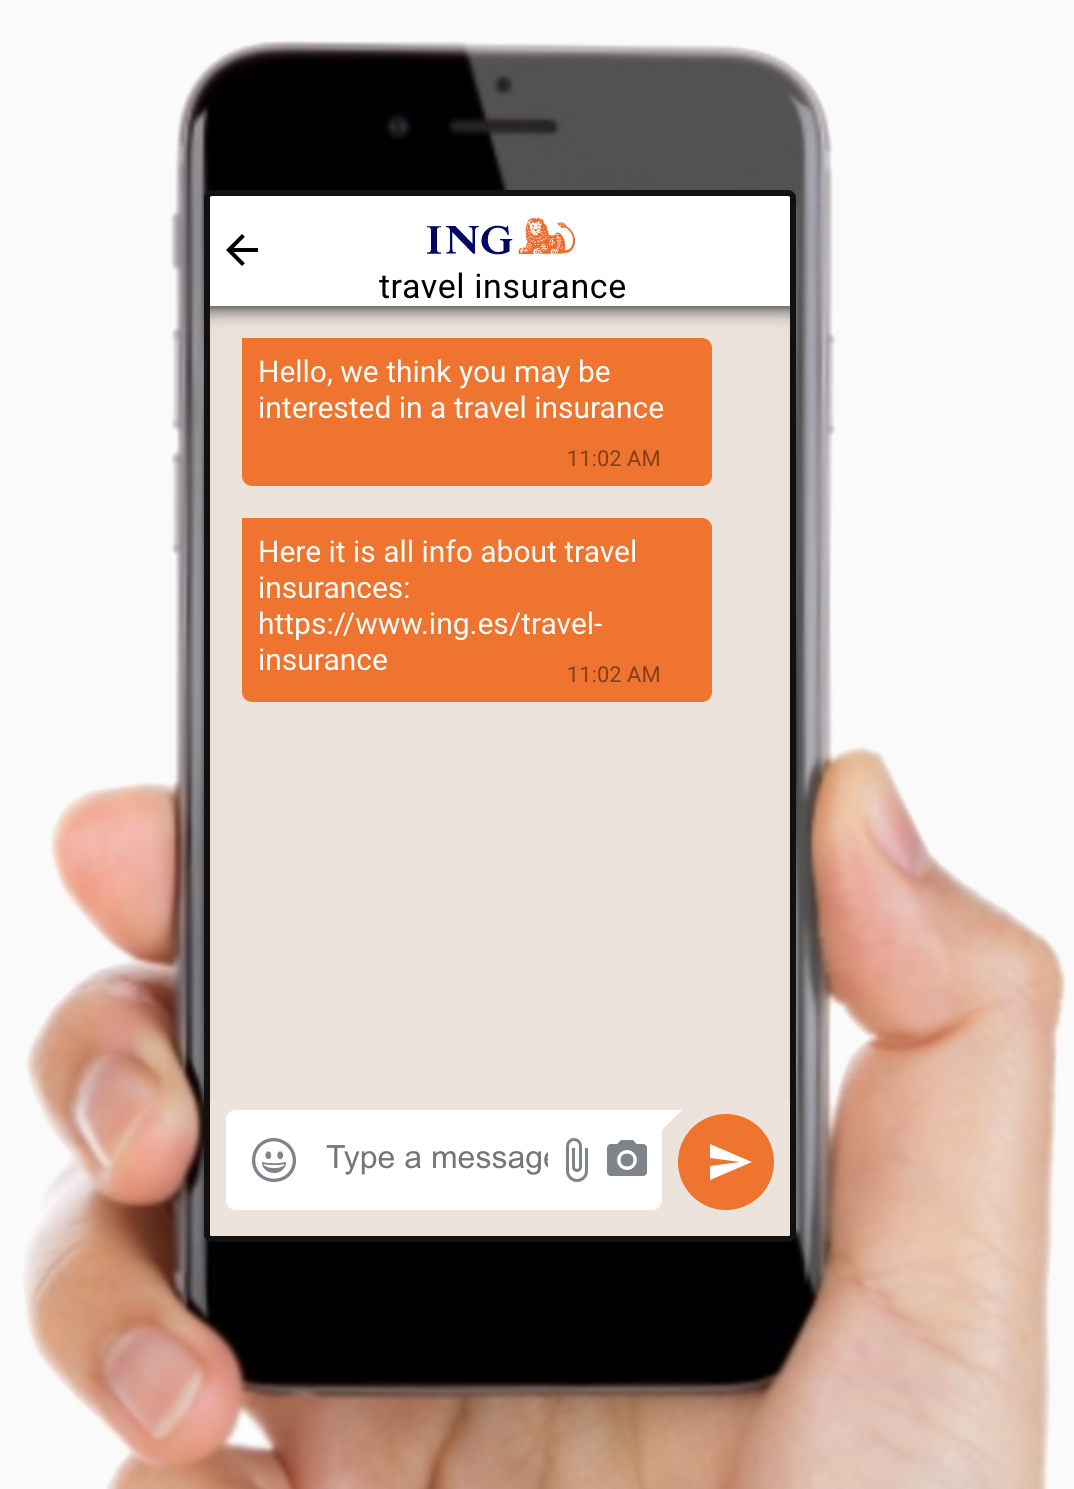 ING
travel insurance
Hello, we think you may be
interested in a travel insurance
11:02 AM
Here it is all info about travel
insurances:
https://www.ing.es/travel-
insurance
11:02 AM
Type a message